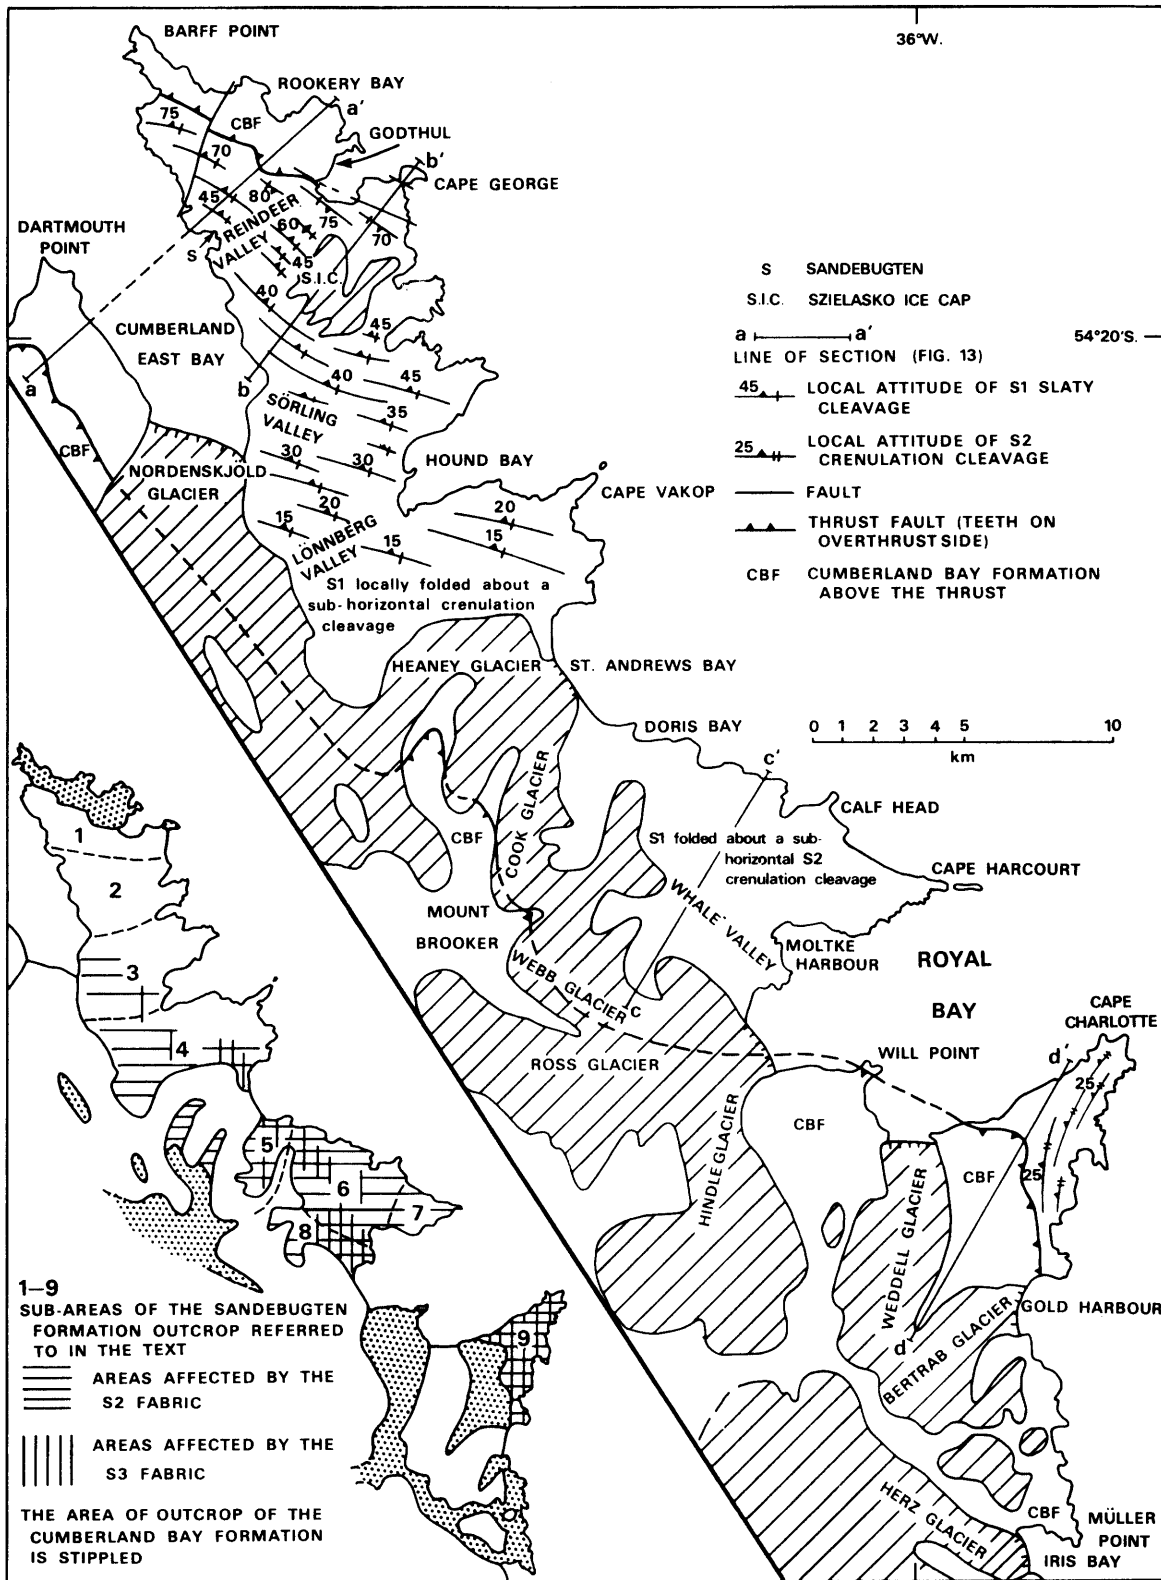 BARFF POINT
36°W.
ROOKERY BAY
a'
75
CBF
GODTHUL
70
b'
CAPE GEORGE
45
80
DARTMOUTH
POINT
REINDEER
VALLEY
60
75
70
S
45
S.I.C.
40
45
CUMBERLAND
EAST BAY
a
b
40
45
CBF
SÖRLING
VALLEY
35
30
30
HOUND BAY
NORDENSKJÖLD
GLACIER
CAPE VAKOP
20
20
15
15
15
LÖNNBERG
VALLEY
S1 locally folded about a
sub-horizontal crenulation
cleavage
S SANDEBUGTEN
S.I.C. SZIELASKO ICE CAP
54°20'S.
a a'
LINE OF SECTION (FIG. 13)
45 LOCAL ATTITUDE OF S1 SLATY
CLEAVAGE
25 LOCAL ATTITUDE OF S2
CRENULATION CLEAVAGE
FAULT
THRUST FAULT (TEETH ON
OVERTHRUST SIDE)
CBF CUMBERLAND BAY FORMATION
ABOVE THE THRUST
HEANEY GLACIER
ST. ANDREWS BAY
DORIS BAY
0 1 2 3 4 5 10
km
c'
CALF HEAD
CBF
COOK GLACIER
S1 folded about a sub-
horizontal S2
crenulation cleavage
CAPE HARCOURT
MOUNT
BROOKER
WHALE VALLEY
MOLTKE
HARBOUR
ROYAL
BAY
WEBB GLACIER
c
CAPE
CHARLOTTE
ROSS GLACIER
WILL POINT
d'
25
HINDLE GLACIER
CBF
CBF
25
WEDDELL GLACIER
GOLD HARBOUR
d
BERTRAB GLACIER
HERZ GLACIER
CBF
MÜLLER
POINT
2 IRIS BAY
1
2
3
4
5
6
7
8
9
1–9
SUB-AREAS OF THE SANDEBUGTEN
FORMATION OUTCROP REFERRED
TO IN THE TEXT
AREAS AFFECTED BY THE
S2 FABRIC
AREAS AFFECTED BY THE
S3 FABRIC
THE AREA OF OUTCROP OF THE
CUMBERLAND BAY FORMATION
IS STIPPLED